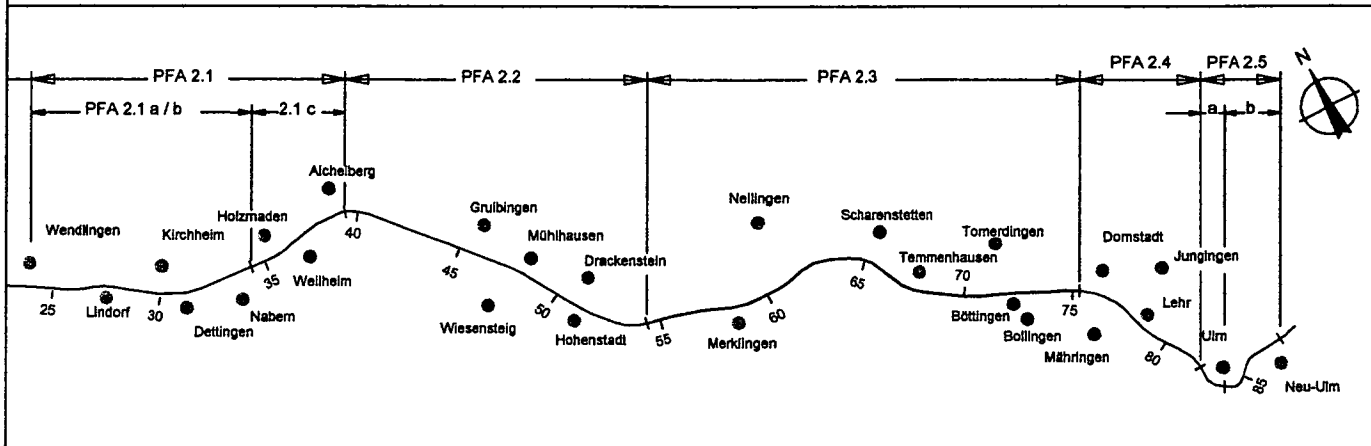 PFA 2.1
PFA 2.2
PFA 2.3
PFA 2.4
PFA 2.5
N
PFA 2.1 a / b
2.1 c
a
b
Aichelberg
Wendlingen
Kirchheim
Holzmaden
Gruibingen
Mühlhausen
Drackenstein
Nellingen
Scharenstetten
Tomerdingen
Temmenhausen
Domstadt
Jungingen
Weilheim
Lindorf
Dettingen
Nabern
Wiesensteig
Hohenstadt
Merklingen
Böttingen
Bollingen
Mähringen
Lehr
Ulm
Neu-Ulm
25
30
35
40
45
50
55
60
65
70
75
80
85